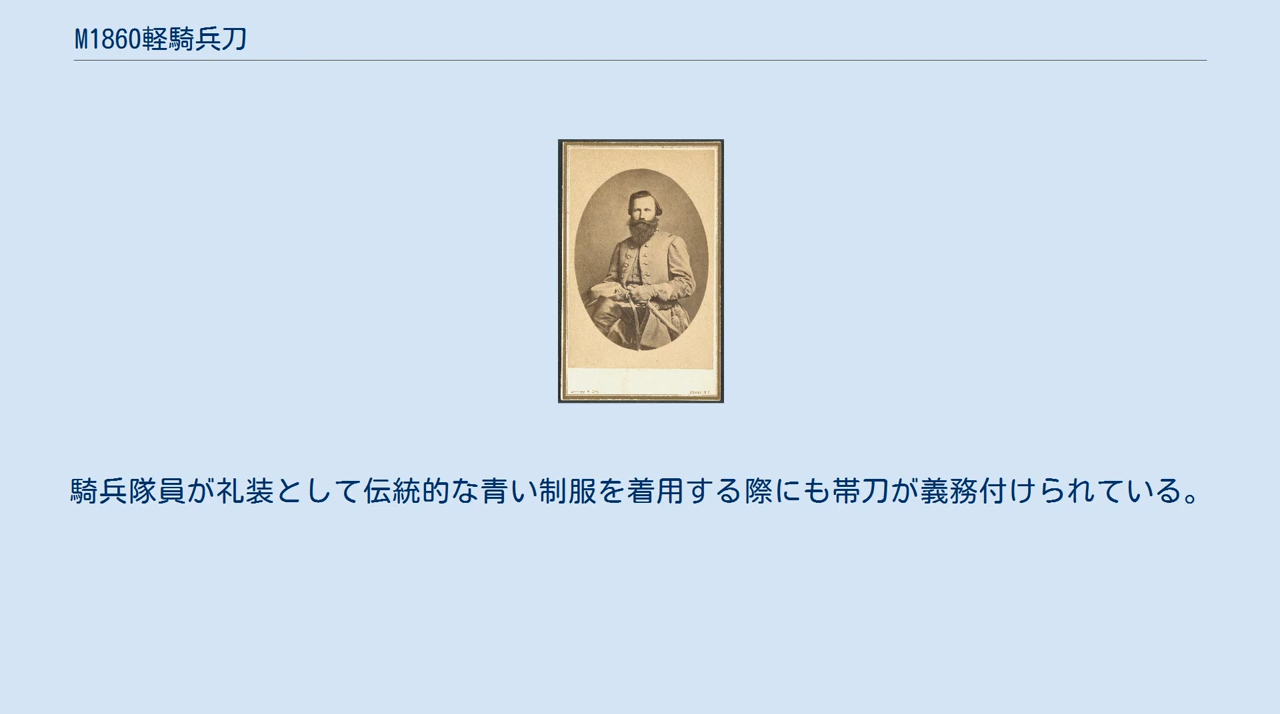 M1860軽騎兵刀
騎兵隊員が礼装として伝統的な青い制服を着用する際にも帯刀が義務付けられている。